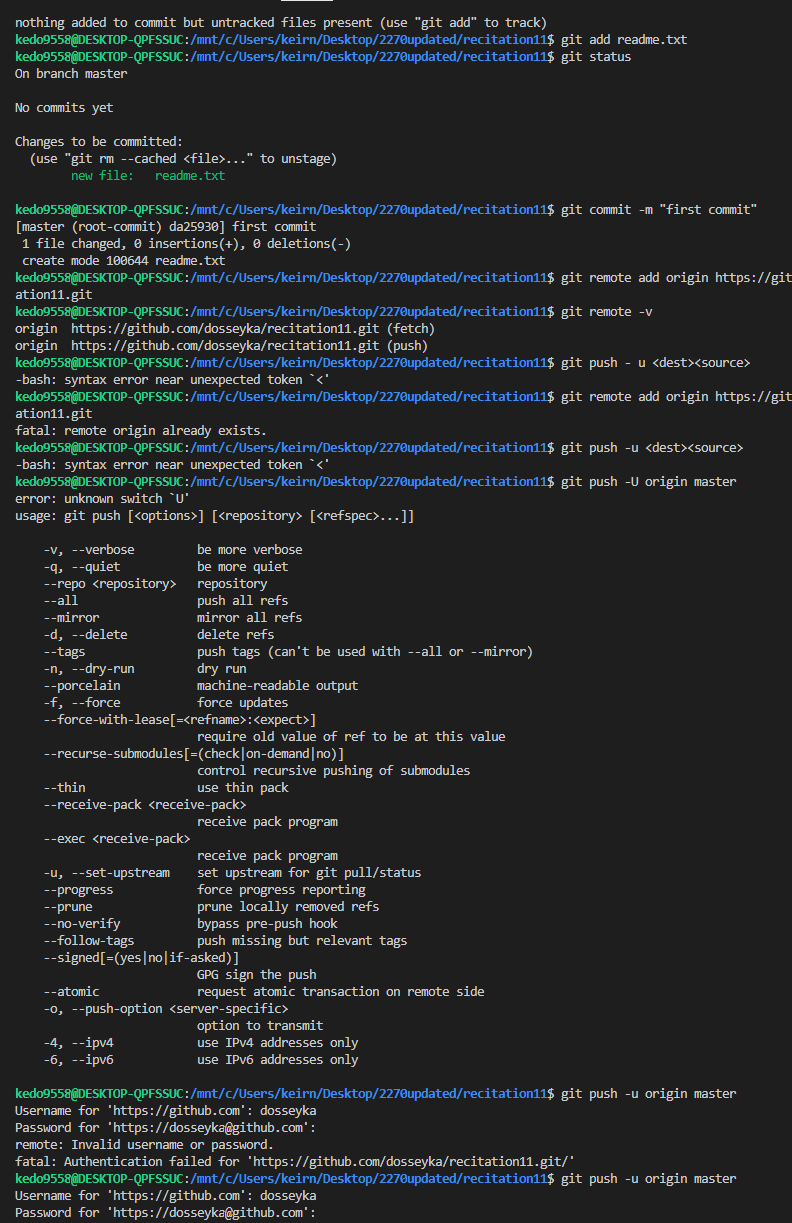 nothing added to commit but untracked files present (use "git add" to track)
kedo9558@DESKTOP-QPFSSUC:/mnt/c/Users/keirn/Desktop/2270updated/recitation11$ git add readme.txt
kedo9558@DESKTOP-QPFSSUC:/mnt/c/Users/keirn/Desktop/2270updated/recitation11$ git status
On branch master
No commits yet
Changes to be committed:
  (use "git rm --cached <file>..." to unstage)
        new file:   readme.txt
kedo9558@DESKTOP-QPFSSUC:/mnt/c/Users/keirn/Desktop/2270updated/recitation11$ git commit -m "first commit"
[master (root-commit) da25930] first commit
 1 file changed, 0 insertions(+), 0 deletions(-)
 create mode 100644 readme.txt
kedo9558@DESKTOP-QPFSSUC:/mnt/c/Users/keirn/Desktop/2270updated/recitation11$ git remote add origin https://git
ation11.git
kedo9558@DESKTOP-QPFSSUC:/mnt/c/Users/keirn/Desktop/2270updated/recitation11$ git remote -v
origin  https://github.com/dosseyka/recitation11.git (fetch)
origin  https://github.com/dosseyka/recitation11.git (push)
kedo9558@DESKTOP-QPFSSUC:/mnt/c/Users/keirn/Desktop/2270updated/recitation11$ git push - u <dest><source>
-bash: syntax error near unexpected token `<'
kedo9558@DESKTOP-QPFSSUC:/mnt/c/Users/keirn/Desktop/2270updated/recitation11$ git remote add origin https://git
ation11.git
fatal: remote origin already exists.
kedo9558@DESKTOP-QPFSSUC:/mnt/c/Users/keirn/Desktop/2270updated/recitation11$ git push -u <dest><source>
-bash: syntax error near unexpected token `<'
kedo9558@DESKTOP-QPFSSUC:/mnt/c/Users/keirn/Desktop/2270updated/recitation11$ git push -U origin master
error: unknown switch `U'
usage: git push [<options>] [<repository> [<refspec>...]]
    -v, --verbose         be more verbose
    -q, --quiet           be more quiet
    --repo <repository>   repository
    --all                 push all refs
    --mirror              mirror all refs
    -d, --delete          delete refs
    --tags                push tags (can't be used with --all or --mirror)
    -n, --dry-run         dry run
    --porcelain           machine-readable output
    -f, --force           force updates
    --force-with-lease[=<refname>:<expect>]
                          require old value of ref to be at this value
    --recurse-submodules[=(check|on-demand|no)]
                          control recursive pushing of submodules
    --thin                use thin pack
    --receive-pack <receive-pack>
                          receive pack program
    --exec <receive-pack>
                          receive pack program
    -u, --set-upstream    set upstream for git pull/status
    --progress            force progress reporting
    --prune               prune locally removed refs
    --no-verify           bypass pre-push hook
    --follow-tags         push missing but relevant tags
    --signed[=(yes|no|if-asked)]
                          GPG sign the push
    --atomic              request atomic transaction on remote side
    -o, --push-option <server-specific>
                          option to transmit
    -4, --ipv4            use IPv4 addresses only
    -6, --ipv6            use IPv6 addresses only
kedo9558@DESKTOP-QPFSSUC:/mnt/c/Users/keirn/Desktop/2270updated/recitation11$ git push -u origin master
Username for 'https://github.com': dosseyka
Password for 'https://dosseyka@github.com':
remote: Invalid username or password.
fatal: Authentication failed for 'https://github.com/dosseyka/recitation11.git/'
kedo9558@DESKTOP-QPFSSUC:/mnt/c/Users/keirn/Desktop/2270updated/recitation11$ git push -u origin master
Username for 'https://github.com': dosseyka
Password for 'https://dosseyka@github.com':